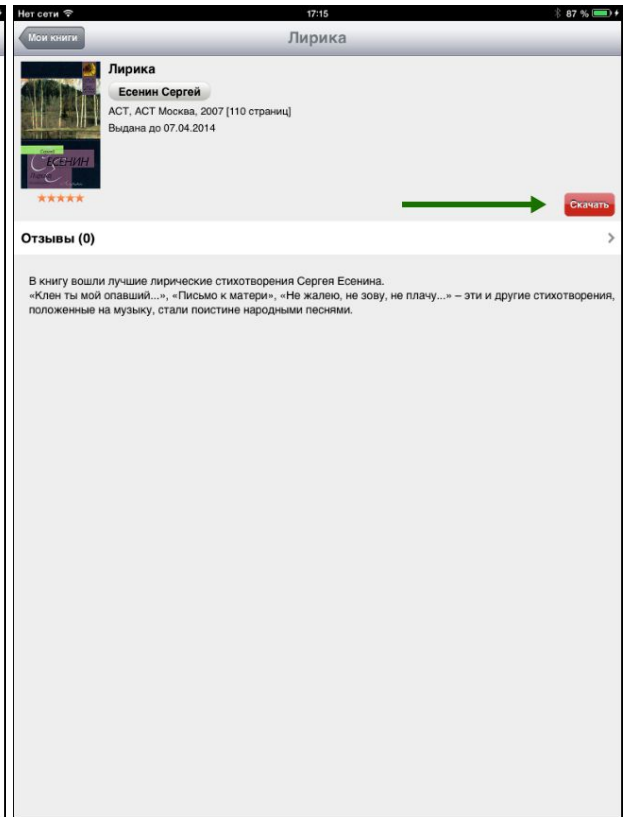 Нет сети
17:15
87 %
Мои книги
Лирика
Лирика
Есенин Сергей
АСТ, АСТ Москва, 2007 [110 страниц]
Выдана до 07.04.2014
ЕСЕНИН
Скачать
Отзывы (0)
В книгу вошли лучшие лирические стихотворения Сергея Есенина.
«Клен ты мой опавший...», «Письмо к матери», «Не жалею, не зову, не плачу...» – эти и другие стихотворения,
положенные на музыку, стали поистине народными песнями.